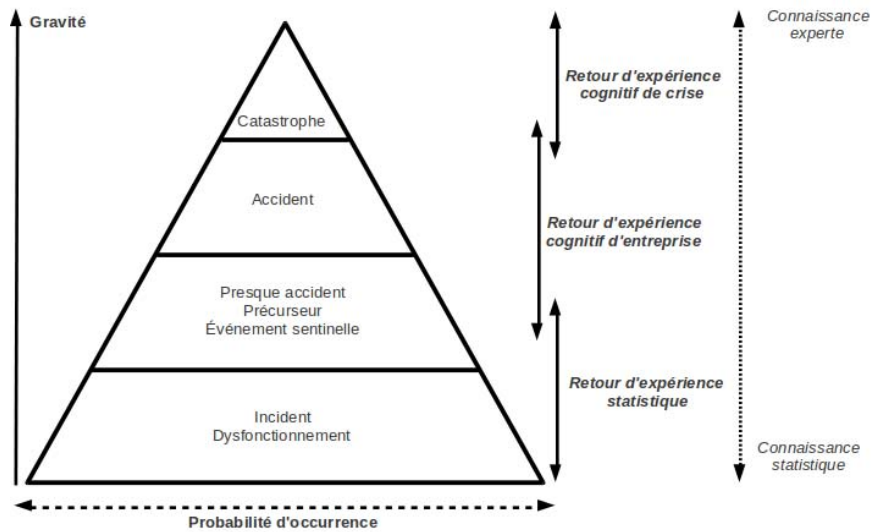 Gravité
Connaissance
experte
Retour d'expérience
cognitif de crise
Catastrophe
Accident
Retour d'expérience
cognitif d'entreprise
Presque accident
Précurseur
Événement sentinelle
Retour d'expérience
statistique
Incident
Dysfonctionnement
Connaissance
statistique
Probabilité d'occurrence